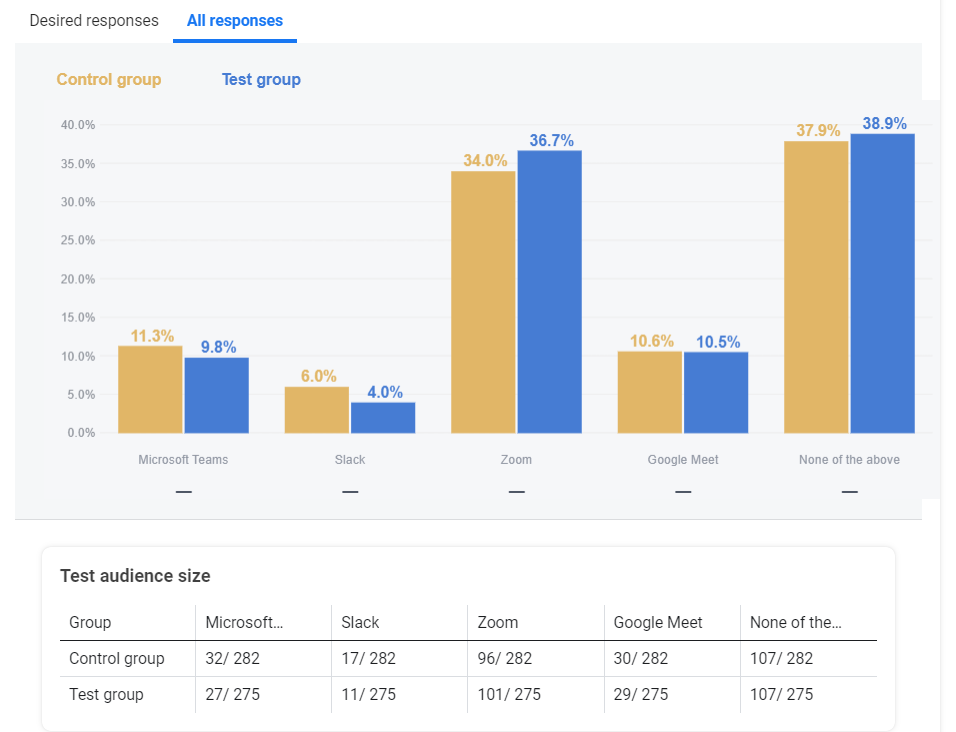 Desired responses All responses
Control group Test group
40.0%
35.0%
30.0%
25.0%
20.0%
15.0%
10.0%
5.0%
0.0%
11.3% 9.8% 6.0% 4.0% 34.0% 36.7% 10.6% 10.5% 37.9% 38.9%
Microsoft Teams Slack Zoom Google Meet None of the above
— — — — —
Test audience size
Group Microsoft... Slack Zoom Google Meet None of the...
Control group 32/ 282 17/ 282 96/ 282 30/ 282 107/ 282
Test group 27/ 275 11/ 275 101/ 275 29/ 275 107/ 275